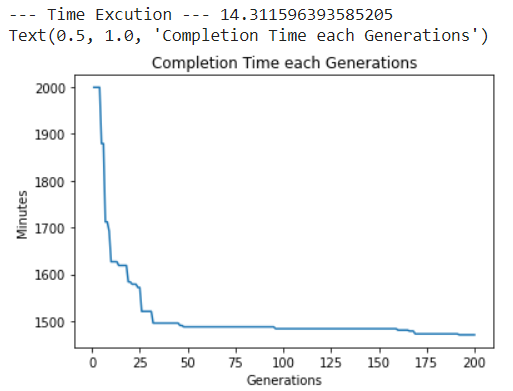 --- Time Excution --- 14.311596393585205
Text(0.5, 1.0, 'Completion Time each Generations')
Completion Time each Generations
2000
1900
1800
1700
1600
1500
Minutes
0 25 50 75 100 125 150 175 200
Generations